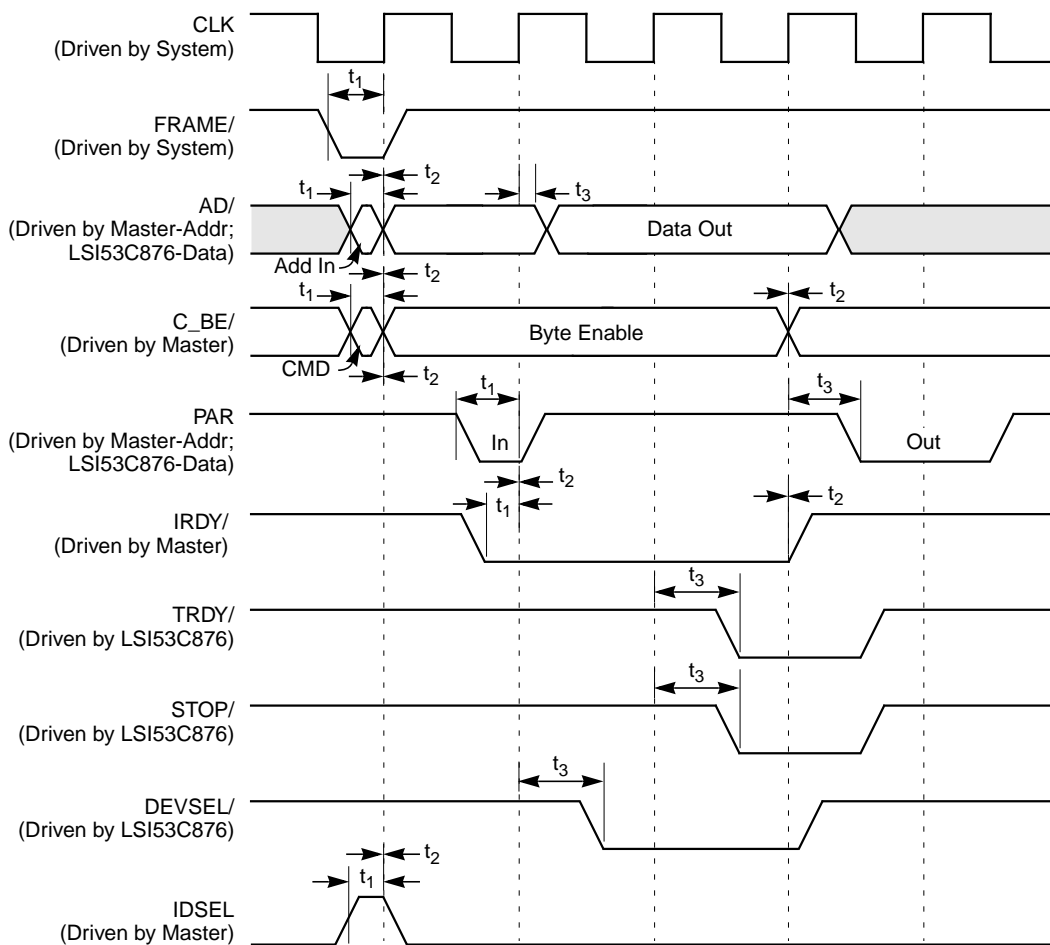 CLK
(Driven by System)
t1
FRAME/
(Driven by System)
t2
t1
t3
AD/
(Driven by Master-Addr;
LSI53C876-Data)
Data Out
Add In
t2
t1
t2
C_BE/
(Driven by Master)
Byte Enable
CMD
t2
t1
t3
PAR
(Driven by Master-Addr;
LSI53C876-Data)
In
Out
t2
t1
t2
IRDY/
(Driven by Master)
t3
TRDY/
(Driven by LSI53C876)
t3
STOP/
(Driven by LSI53C876)
t3
DEVSEL/
(Driven by LSI53C876)
t2
t1
IDSEL
(Driven by Master)